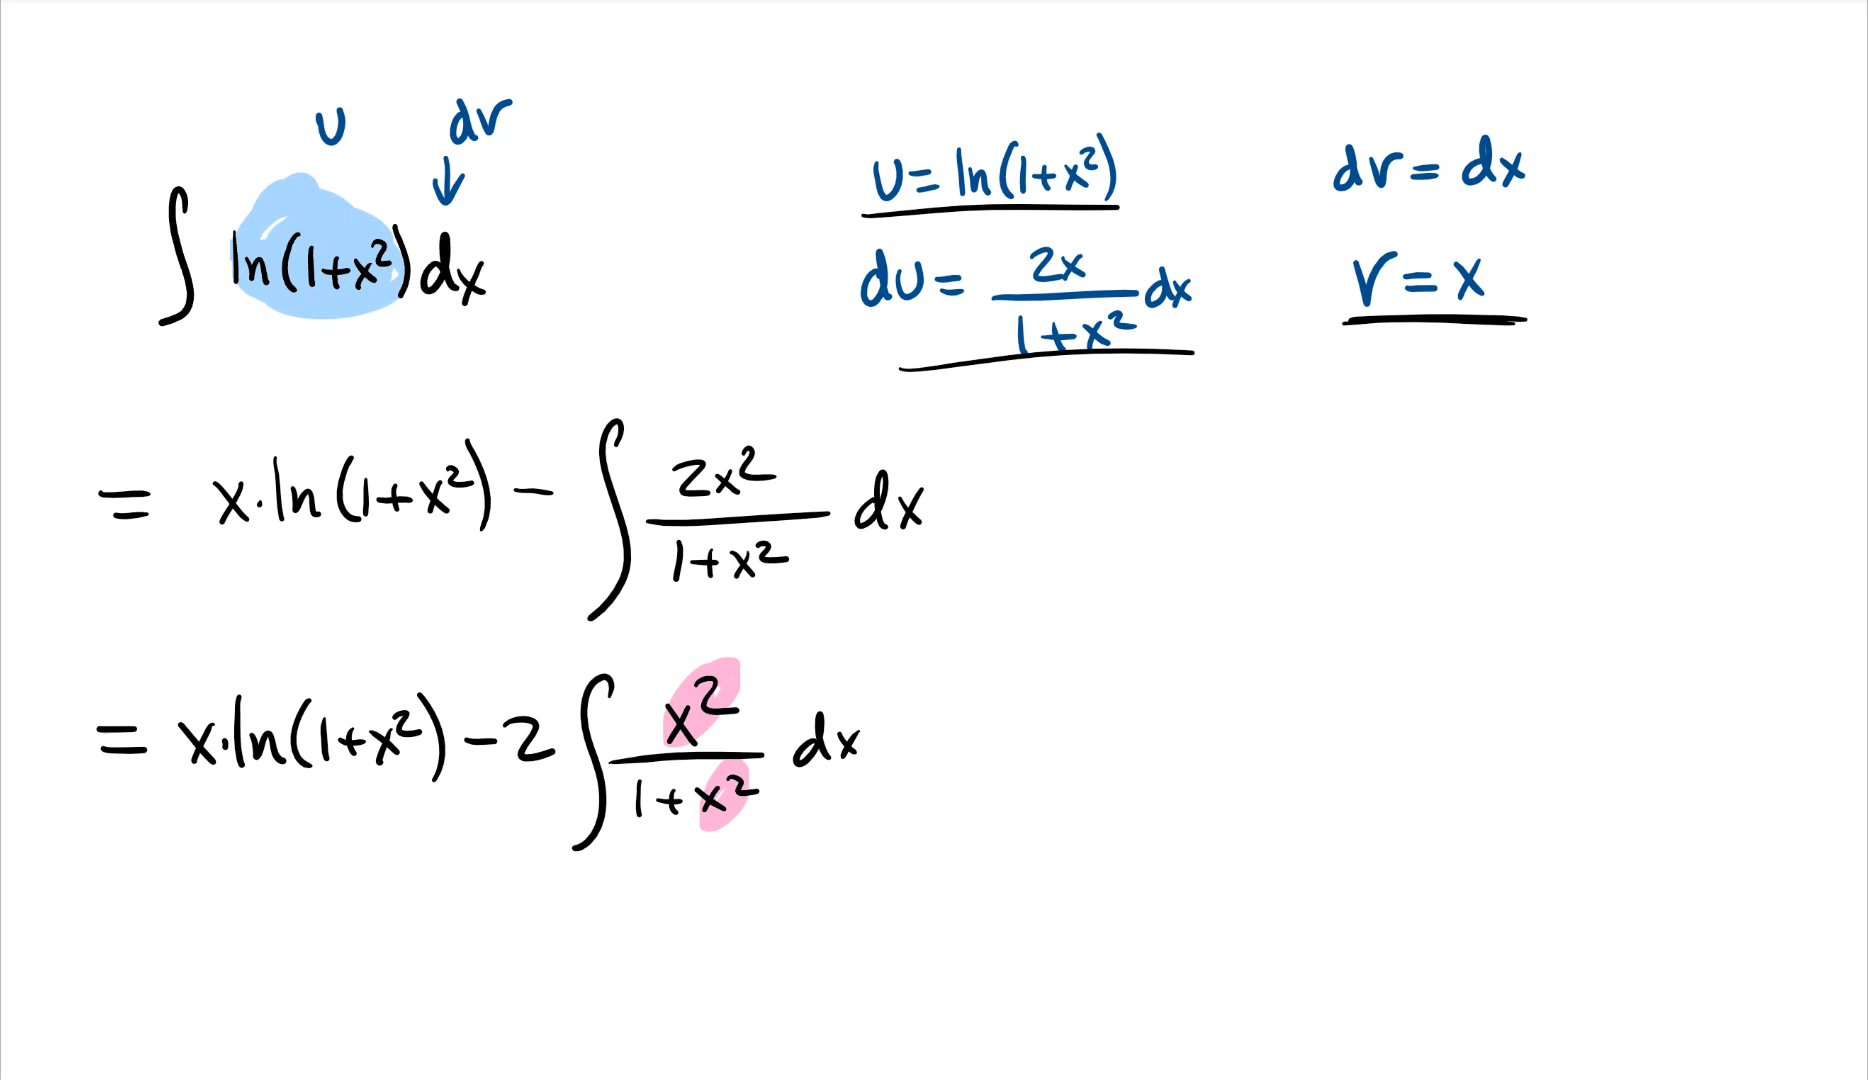 u dv
↓
∫ ln(1+x²) dx
u = ln(1+x²)
du = 2x/(1+x²) dx
dv = dx
v = x
= x·ln(1+x²) - ∫ 2x²/(1+x²) dx
= x·ln(1+x²) - 2 ∫ x²/(1+x²) dx